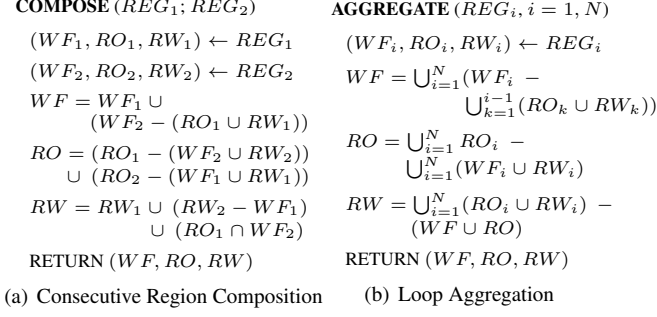 COMPOSE (REG₁; REG₂)
(WF₁, RO₁, RW₁) ← REG₁
(WF₂, RO₂, RW₂) ← REG₂
WF = WF₁ ∪
(WF₂ − (RO₁ ∪ RW₁))
RO = (RO₁ − (WF₂ ∪ RW₂))
∪ (RO₂ − (WF₁ ∪ RW₁))
RW = RW₁ ∪ (RW₂ − WF₁)
∪ (RO₁ ∩ WF₂)
RETURN (WF, RO, RW)
(a) Consecutive Region Composition
AGGREGATE (REGᵢ, i = 1, N)
(WFᵢ, ROᵢ, RWᵢ) ← REGᵢ
WF = ⋃ᵢ₌₁ᴺ (WFᵢ −
⋃ₖ₌₁ⁱ⁻¹ (ROₖ ∪ RWₖ))
RO = ⋃ᵢ₌₁ᴺ ROᵢ −
⋃ᵢ₌₁ᴺ (WFᵢ ∪ RWᵢ)
RW = ⋃ᵢ₌₁ᴺ (ROᵢ ∪ RWᵢ) −
(WF ∪ RO)
RETURN (WF, RO, RW)
(b) Loop Aggregation